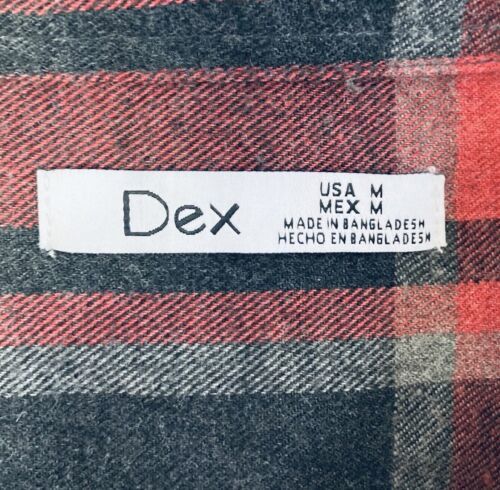 Dex
USA M
MEX M
MADE IN BANGLADESH
HECHO EN BANGLADESH